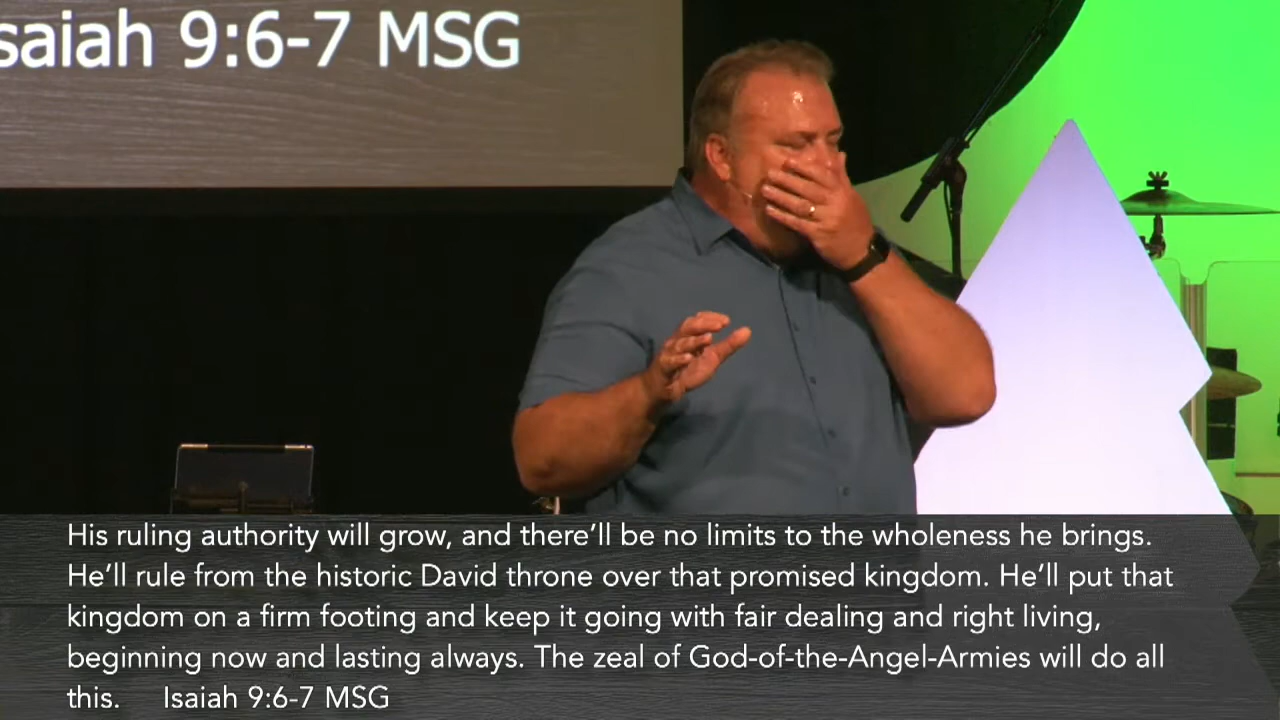 saiah 9:6-7 MSG
His ruling authority will grow, and there’ll be no limits to the wholeness he brings.
He’ll rule from the historic David throne over that promised kingdom. He’ll put that
kingdom on a firm footing and keep it going with fair dealing and right living,
beginning now and lasting always. The zeal of God-of-the-Angel-Armies will do all
this. Isaiah 9:6-7 MSG